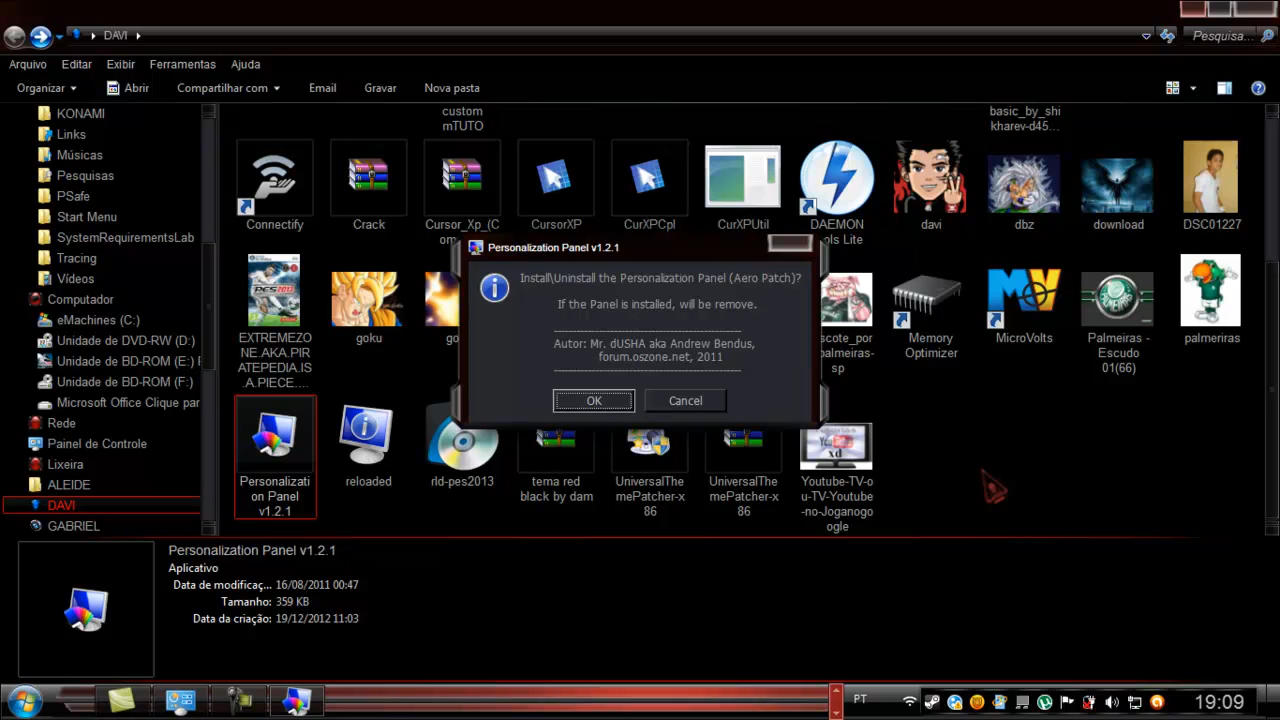 DAVI
Pesquisa...
Arquivo Editar Exibir Ferramentas Ajuda
Organizar Abrir Compartilhar com Email Gravar Nova pasta
KONAMI
Links
Músicas
Pesquisas
PSafe
Start Menu
SystemRequirementsLab
Tracing
Vídeos
Computador
eMachines (C:)
Unidade de DVD-RW (D:)
Unidade de BD-ROM (E:)
Unidade de BD-ROM (F:)
Microsoft Office Clique par
Rede
Painel de Controle
Lixeira
ALEIDE
DAVI
GABRIEL
custom
mTUTO
basic_by_shi
kharev-d45...
Connectify
Crack
Cursor_Xp_(C
om
CursorXP
CurXPCpl
CurXPUtil
DAEMON
ols Lite
davi
dbz
download
DSC01227
EXTREMEZO
NE.AKA.PIR
ATEPEDIA.IS
A.PIECE.
goku
go
scote_por
palmeiras-
sp
Memory
Optimizer
MicroVolts
Palmeiras -
Escudo
01(66)
palmeriras
Personalizati
on Panel
v1.2.1
reloaded
rld-pes2013
tema red
black by dam
UniversalThe
mePatcher-x
86
UniversalThe
mePatcher-x
86
Youtube-TV-o
u-TV-Youtube
-no-Joganogo
ogle
Personalization Panel v1.2.1
Install\Uninstall the Personalization Panel (Aero Patch)?
If the Panel is installed, will be remove.
Autor: Mr. dUSHA aka Andrew Bendus,
forum.oszone.net, 2011
OK Cancel
Personalization Panel v1.2.1
Aplicativo
Data de modificaç... 16/08/2011 00:47
Tamanho: 359 KB
Data da criação: 19/12/2012 11:03
PT
19:09